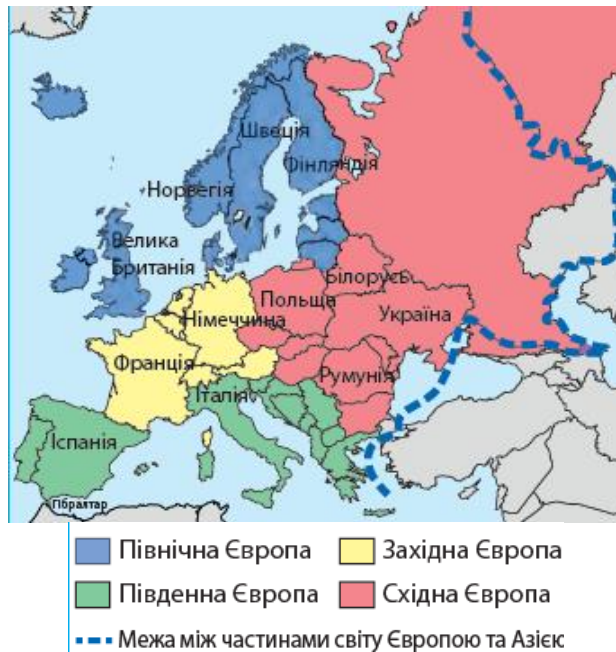 Швеція
Фінляндія
Норвегія
Велика
Британія
Білорусь
Польща
Німеччина
Україна
Франція
Румунія
Італія
Іспанія
Гібралтар
Північна Європа
Західна Європа
Південна Європа
Східна Європа
Межа між частинами світу Європою та Азією